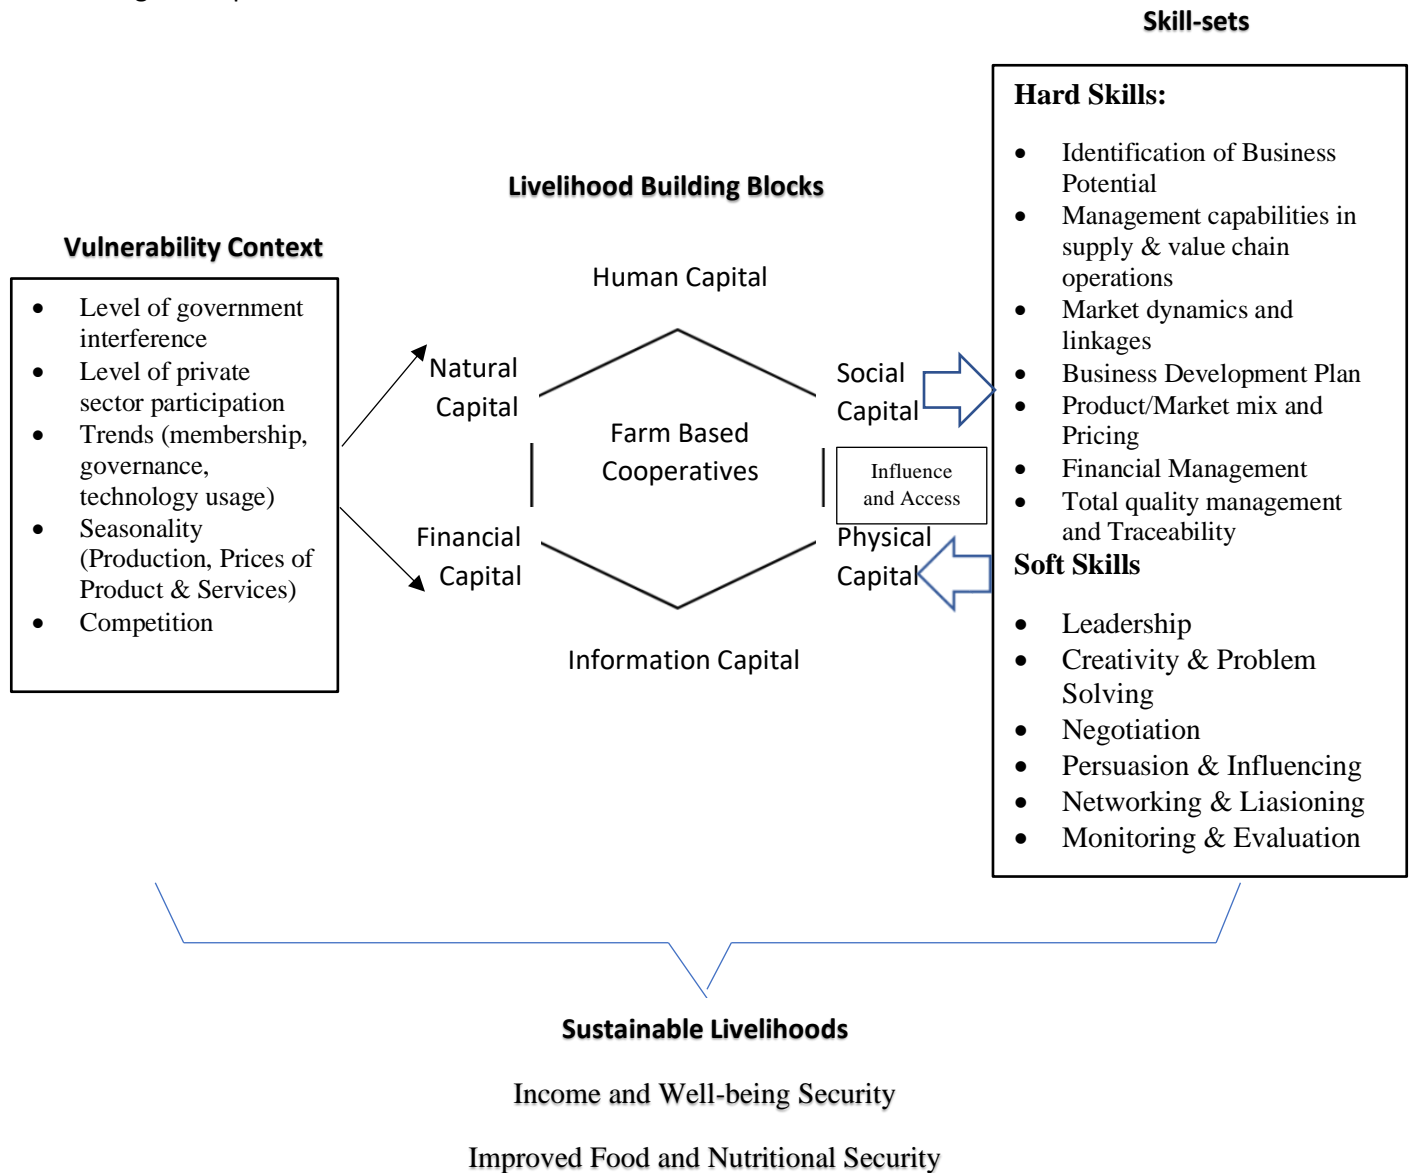 Skill-sets
Hard Skills:
• Identification of Business
Potential
• Management capabilities in
supply & value chain
operations
• Market dynamics and
linkages
• Business Development Plan
• Product/Market mix and
Pricing
• Financial Management
• Total quality management
and Traceability
Soft Skills
• Leadership
• Creativity & Problem
Solving
• Negotiation
• Persuasion & Influencing
• Networking & Liasioning
• Monitoring & Evaluation
Livelihood Building Blocks
Human Capital
Natural
Capital
Social
Capital
Farm Based
Cooperatives
Influence
and Access
Financial
Capital
Physical
Capital
Information Capital
Vulnerability Context
• Level of government
interference
• Level of private
sector participation
• Trends (membership,
governance,
technology usage)
• Seasonality
(Production, Prices of
Product & Services)
• Competition
Sustainable Livelihoods
Income and Well-being Security
Improved Food and Nutritional Security